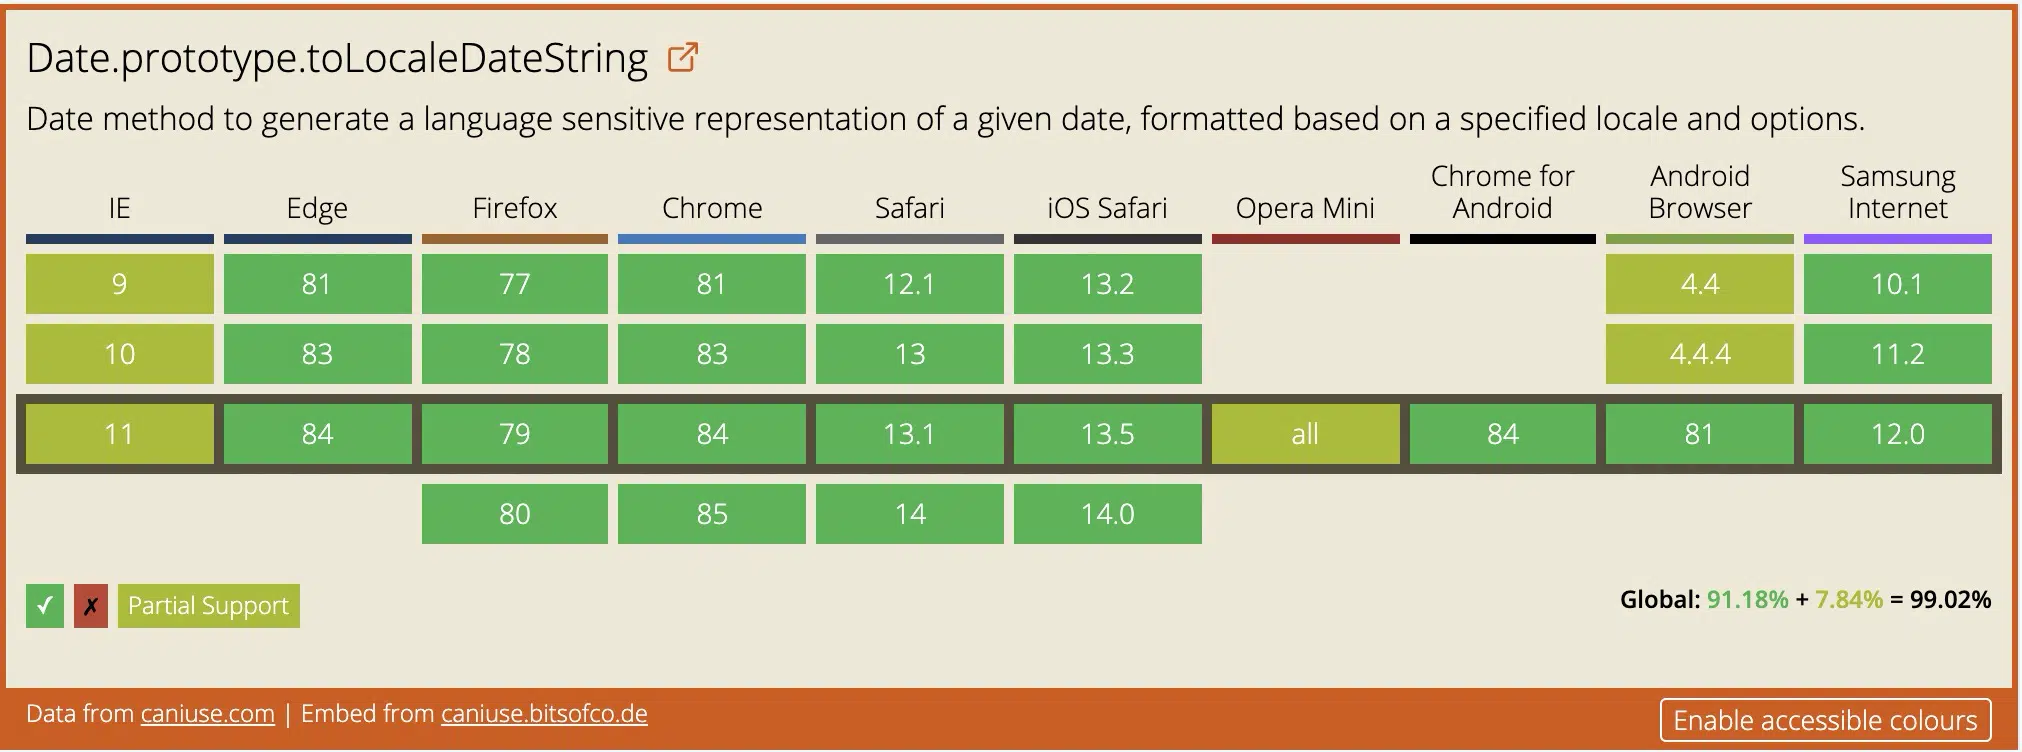 Date.prototype.toLocaleDateString
Date method to generate a language sensitive representation of a given date, formatted based on a specified locale and options.
IE Edge Firefox Chrome Safari iOS Safari Opera Mini Chrome for Android Android Browser Samsung Internet
9 81 77 81 12.1 13.2 4.4 10.1
10 83 78 83 13 13.3 4.4.4 11.2
11 84 79 84 13.1 13.5 all 84 81 12.0
80 85 14 14.0
✓ ✗ Partial Support
Global: 91.18% + 7.84% = 99.02%
Data from caniuse.com | Embed from caniuse.bitsofco.de
Enable accessible colours